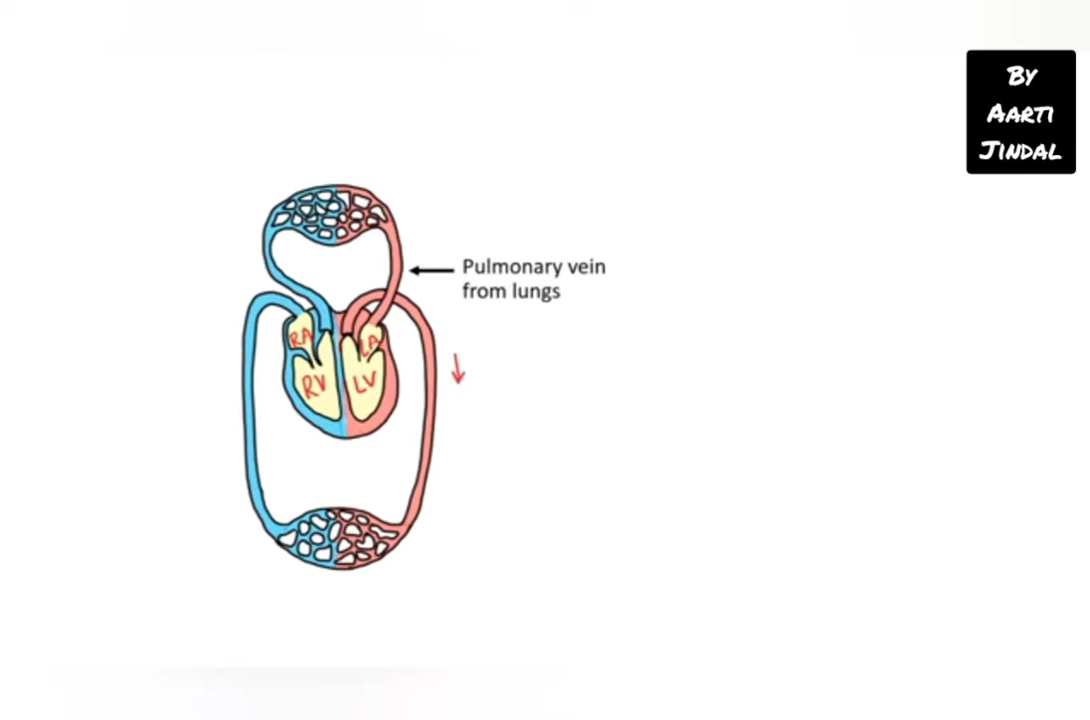 By
Aarti
Jindal
Pulmonary vein
from lungs
RA
LA
RV
LV